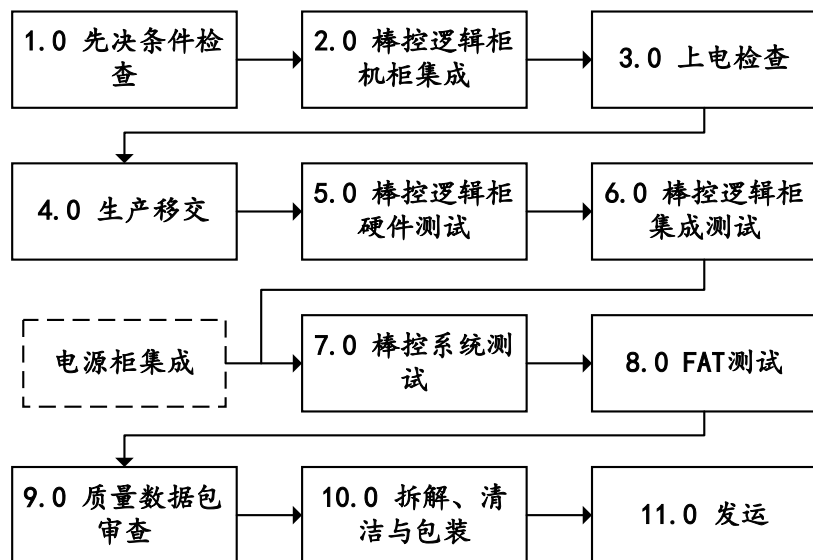 1.0 先决条件检
查
2.0 棒控逻辑柜
机柜集成
3.0 上电检查
4.0 生产移交
5.0 棒控逻辑柜
硬件测试
6.0 棒控逻辑柜
集成测试
电源柜集成
7.0 棒控系统测
试
8.0 FAT测试
9.0 质量数据包
审查
10.0 拆解、清
洁与包装
11.0 发运